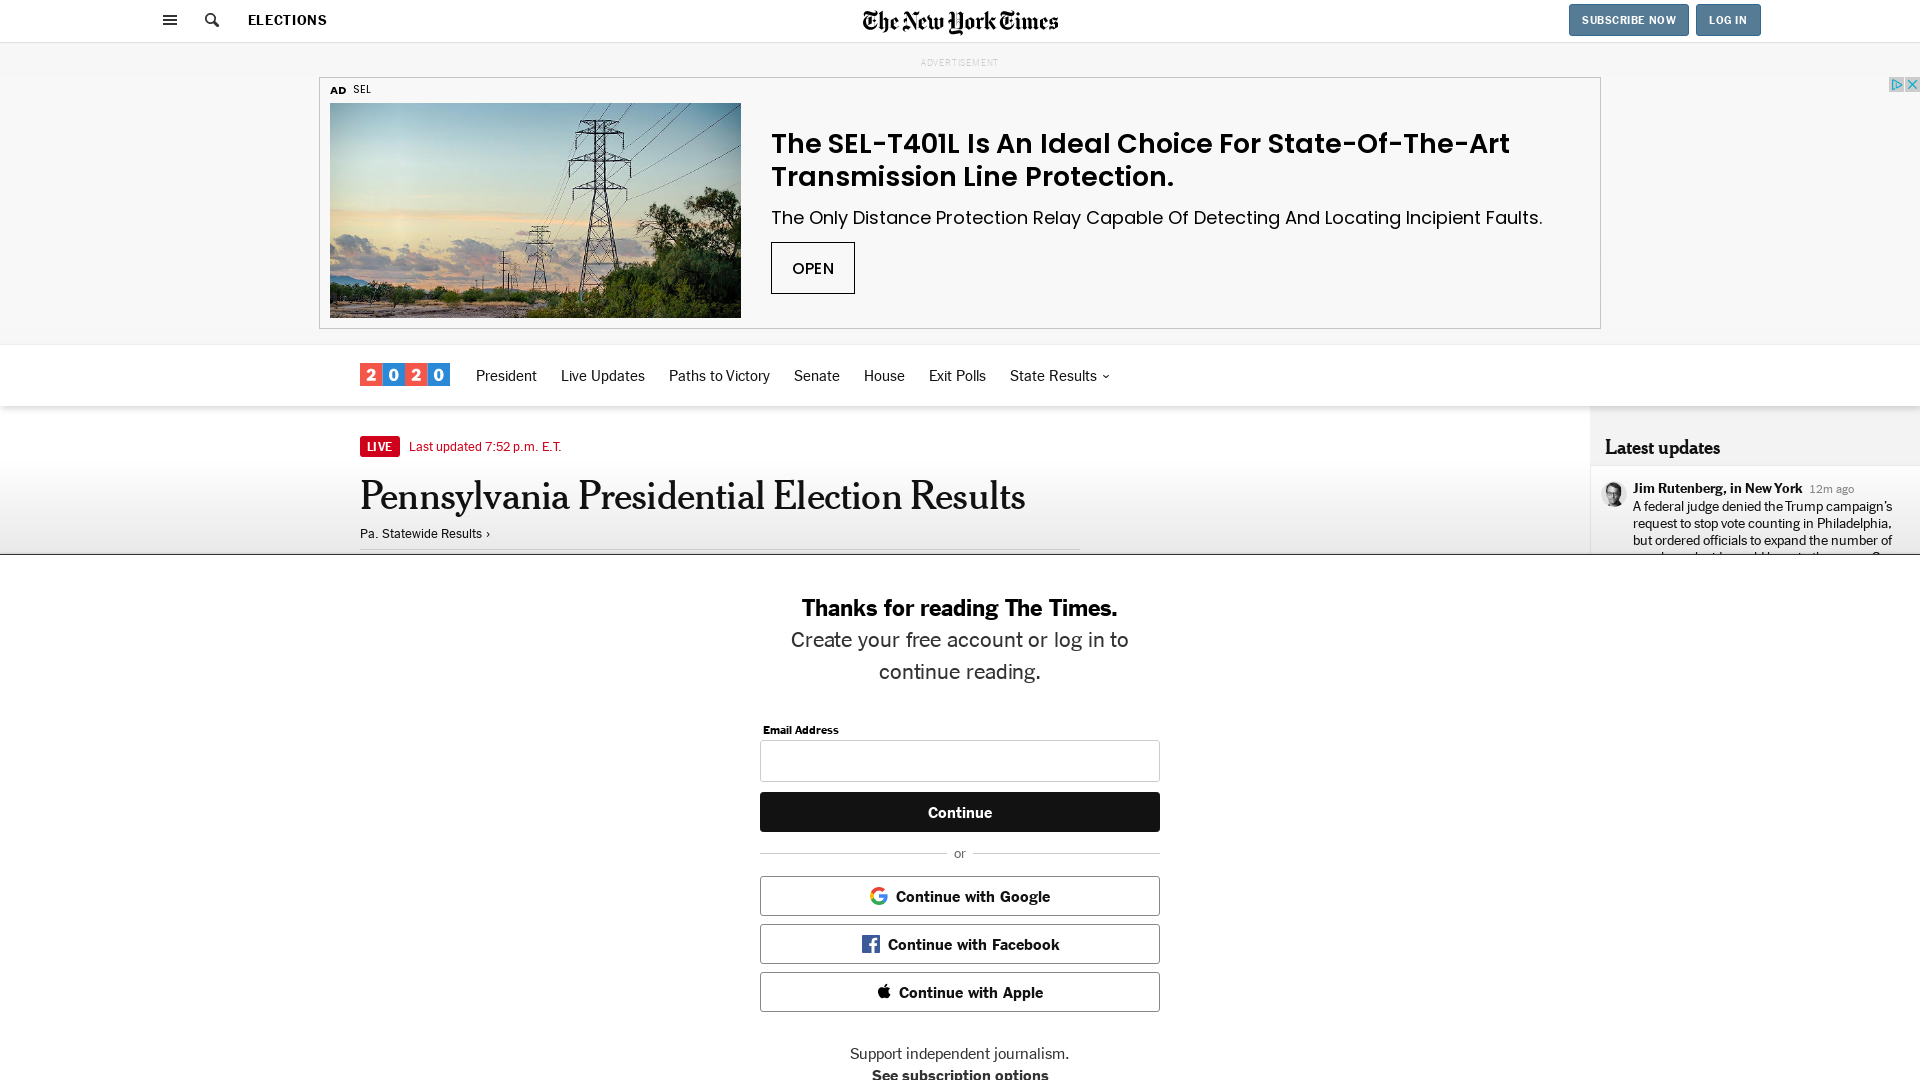 ELECTIONS
The New York Times
SUBSCRIBE NOW
LOG IN
ADVERTISEMENT
AD SEL
The SEL-T401L Is An Ideal Choice For State-Of-The-Art
Transmission Line Protection.
The Only Distance Protection Relay Capable Of Detecting And Locating Incipient Faults.
OPEN
2020
President
Live Updates
Paths to Victory
Senate
House
Exit Polls
State Results
LIVE Last updated 7:52 p.m. E.T.
Pennsylvania Presidential Election Results
Pa. Statewide Results ›
Latest updates
Jim Rutenberg, in New York 12m ago
A federal judge denied the Trump campaign’s
request to stop vote counting in Philadelphia,
but ordered officials to expand the number of
Thanks for reading The Times.
Create your free account or log in to
continue reading.
Email Address
Continue
or
Continue with Google
Continue with Facebook
Continue with Apple
Support independent journalism.
See subscription options